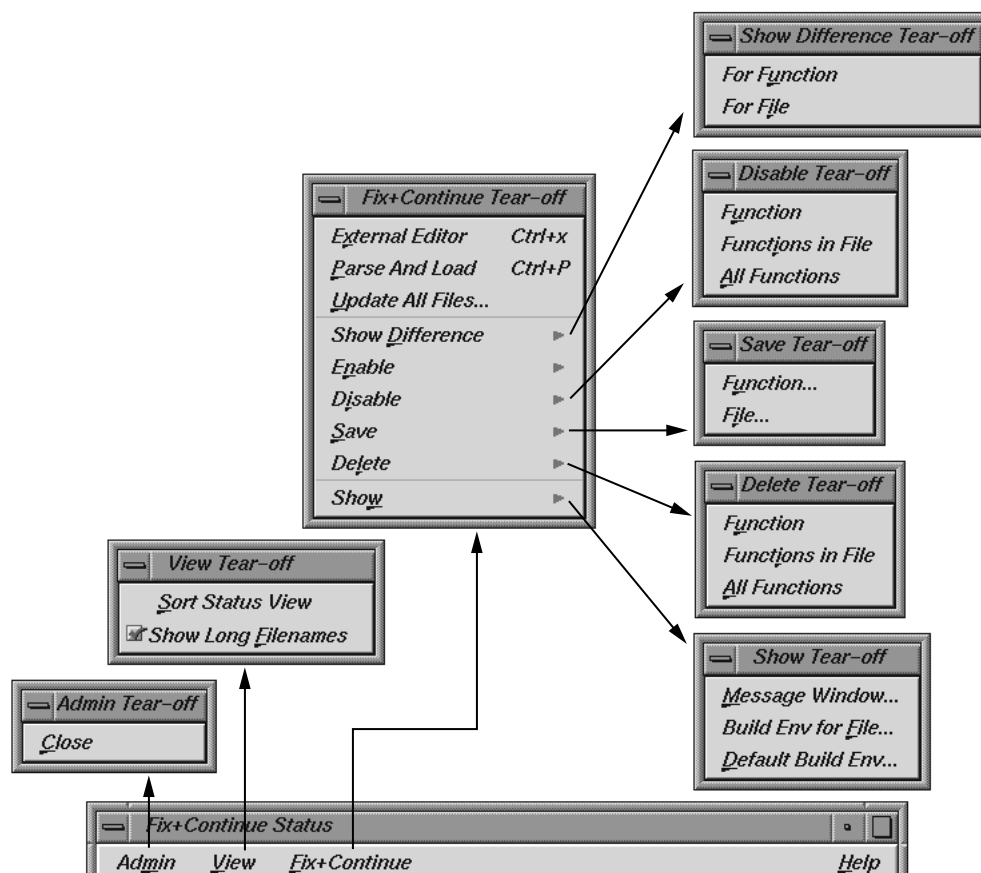 Show Difference Tear-off
For Function
For File
Disable Tear-off
Function
Functions in File
All Functions
Fix+Continue Tear-off
External Editor Ctrl+x
Parse And Load Ctrl+P
Update All Files...
Show Difference
Enable
Disable
Save
Delete
Show
Save Tear-off
Function...
File...
Delete Tear-off
Function
Functions in File
All Functions
View Tear-off
Sort Status View
Show Long Filenames
Show Tear-off
Message Window...
Build Env for File...
Default Build Env...
Admin Tear-off
Close
Fix+Continue Status
Admin View Fix+Continue Help